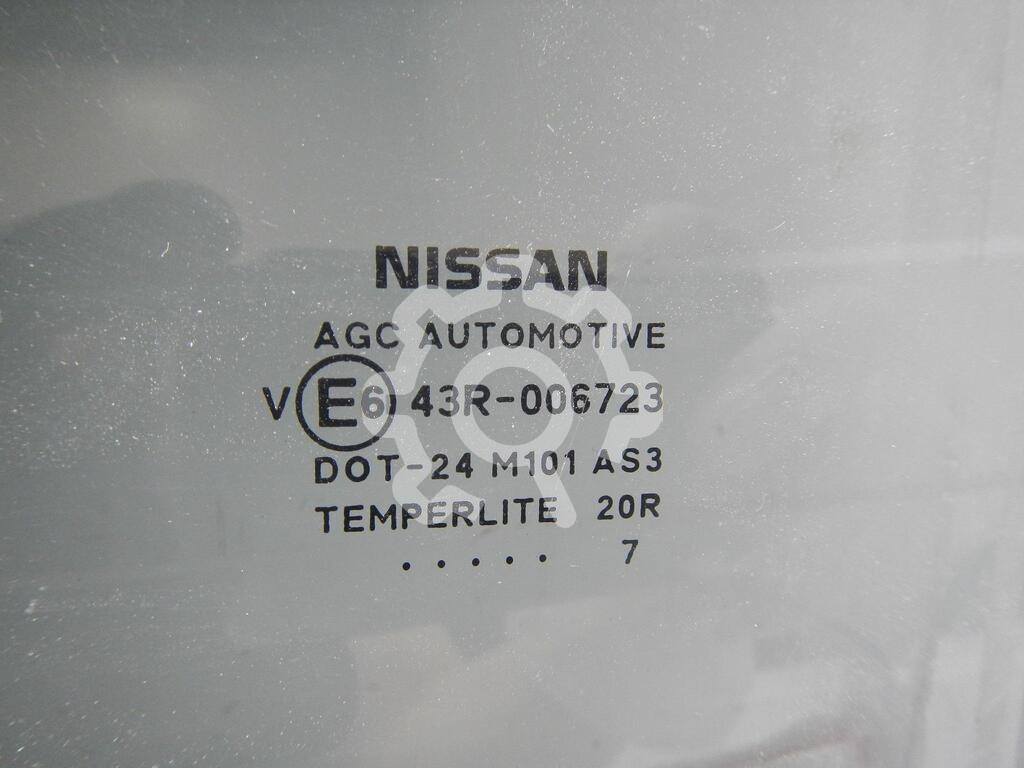 NISSAN
AGC AUTOMOTIVE
V E6 43R-006723
DOT-24 M101 AS3
TEMPERLITE 20R
..... 7